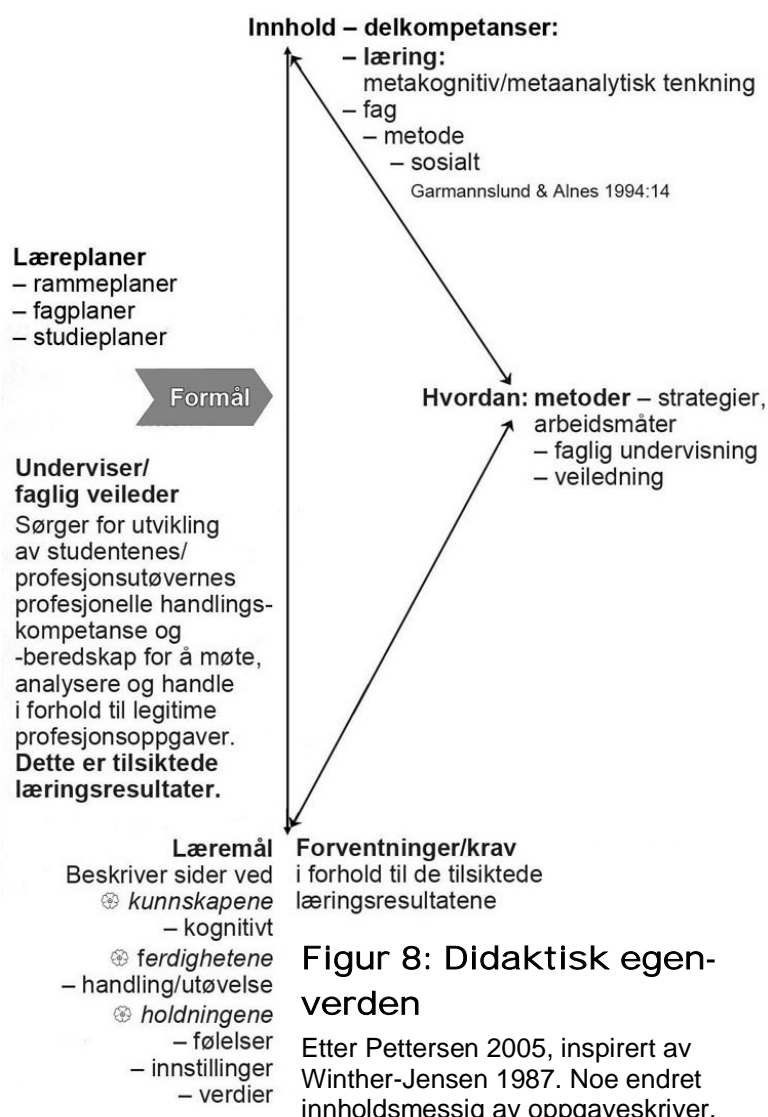 Innhold – delkompetanser:
– læring:
metakognitiv/metaanalytisk tenkning
– fag
– metode
– sosialt
Garmannslund & Alnes 1994:14
Læreplaner
– rammeplaner
– fagplaner
– studieplaner
Formål
Hvordan: metoder – strategier,
arbeidsmåter
– faglig undervisning
– veiledning
Underviser/
faglig veileder
Sørger for utvikling
av studentenes/
profesjonsutøvernes
profesjonelle handlings-
kompetanse og
-beredskap for å møte,
analysere og handle
i forhold til legitime
profesjonsoppgaver.
Dette er tilsiktede
læringsresultater.
Læremål
Beskriver sider ved
kunnskapene
– kognitivt
ferdighetene
– handling/utøvelse
holdningene
– følelser
– innstillinger
– verdier
Forventninger/krav
i forhold til de tilsiktede
læringsresultatene
Figur 8: Didaktisk egen-
verden
Etter Pettersen 2005, inspirert av
Winther-Jensen 1987. Noe endret
innholdsmessig av oppgaveskriver.